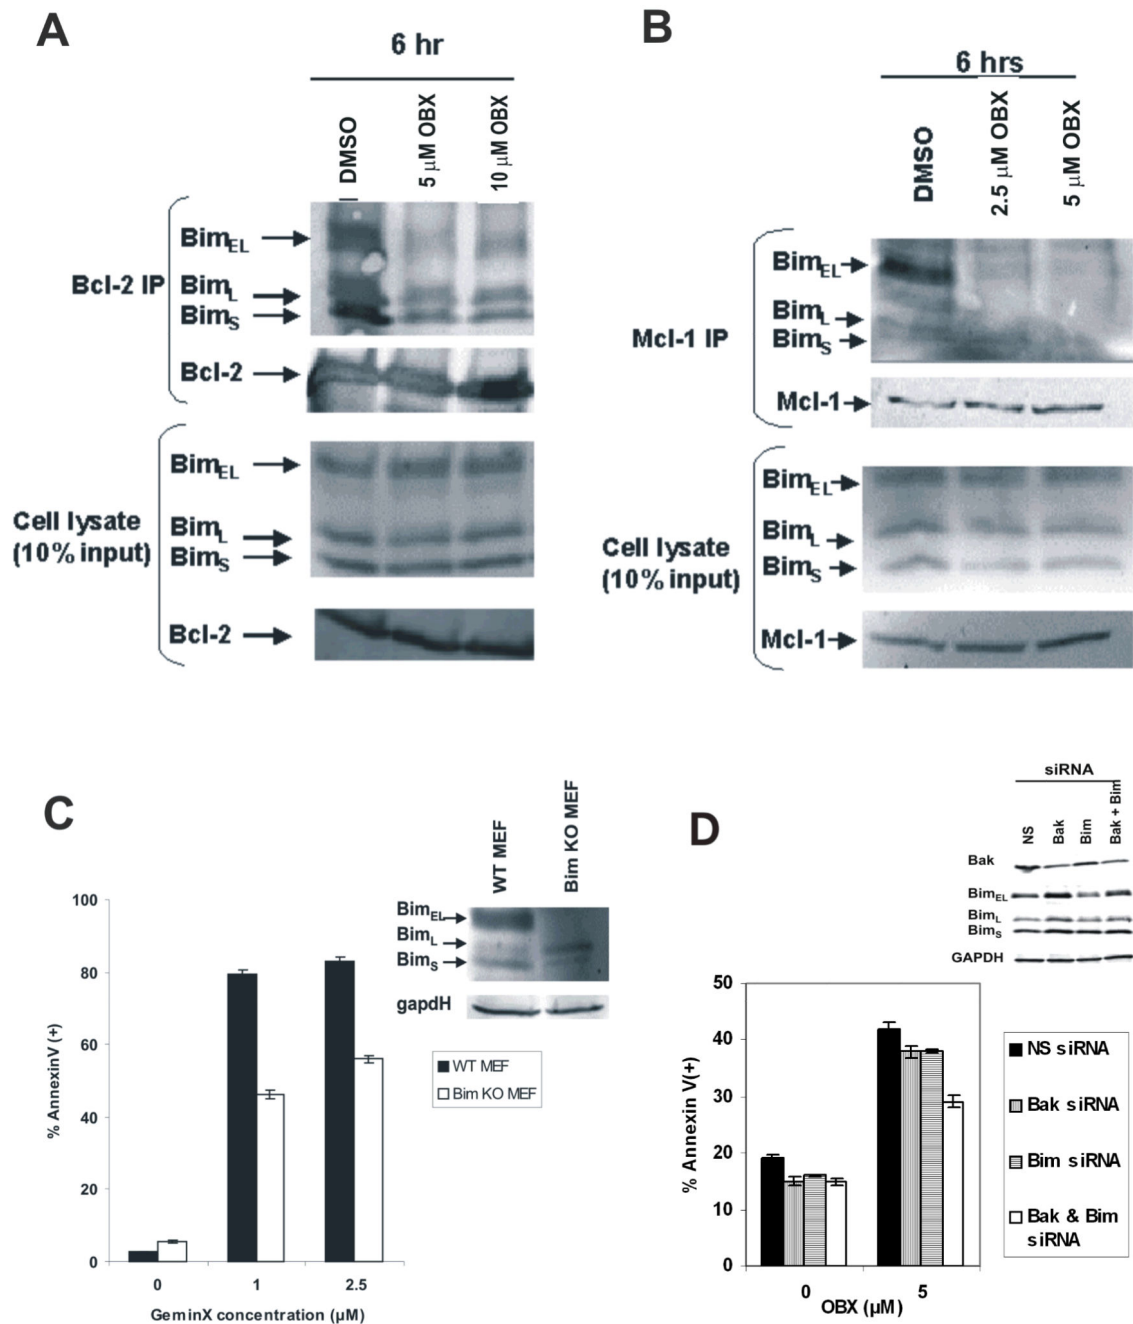 A
6 hr
DMSO
5 µM OBX
10 µM OBX
Bcl-2 IP
BimEL
BimL
BimS
Bcl-2
Cell lysate
(10% input)
BimEL
BimL
BimS
Bcl-2
B
6 hrs
DMSO
2.5 µM OBX
5 µM OBX
Mcl-1 IP
BimEL
BimL
BimS
Mcl-1
Cell lysate
(10% input)
BimEL
BimL
BimS
Mcl-1
C
% AnnexinV (+)
100
80
60
40
20
0
0
1
2.5
GeminX concentration (µM)
WT MEF
Bim KO MEF
BimEL
BimL
BimS
gapdH
WT MEF
Bim KO MEF
D
siRNA
NS
Bak
Bim
Bak + Bim
Bak
BimEL
BimL
BimS
GAPDH
% Annexin V(+)
50
40
30
20
10
0
0
5
OBX (µM)
NS siRNA
Bak siRNA
Bim siRNA
Bak & Bim
siRNA